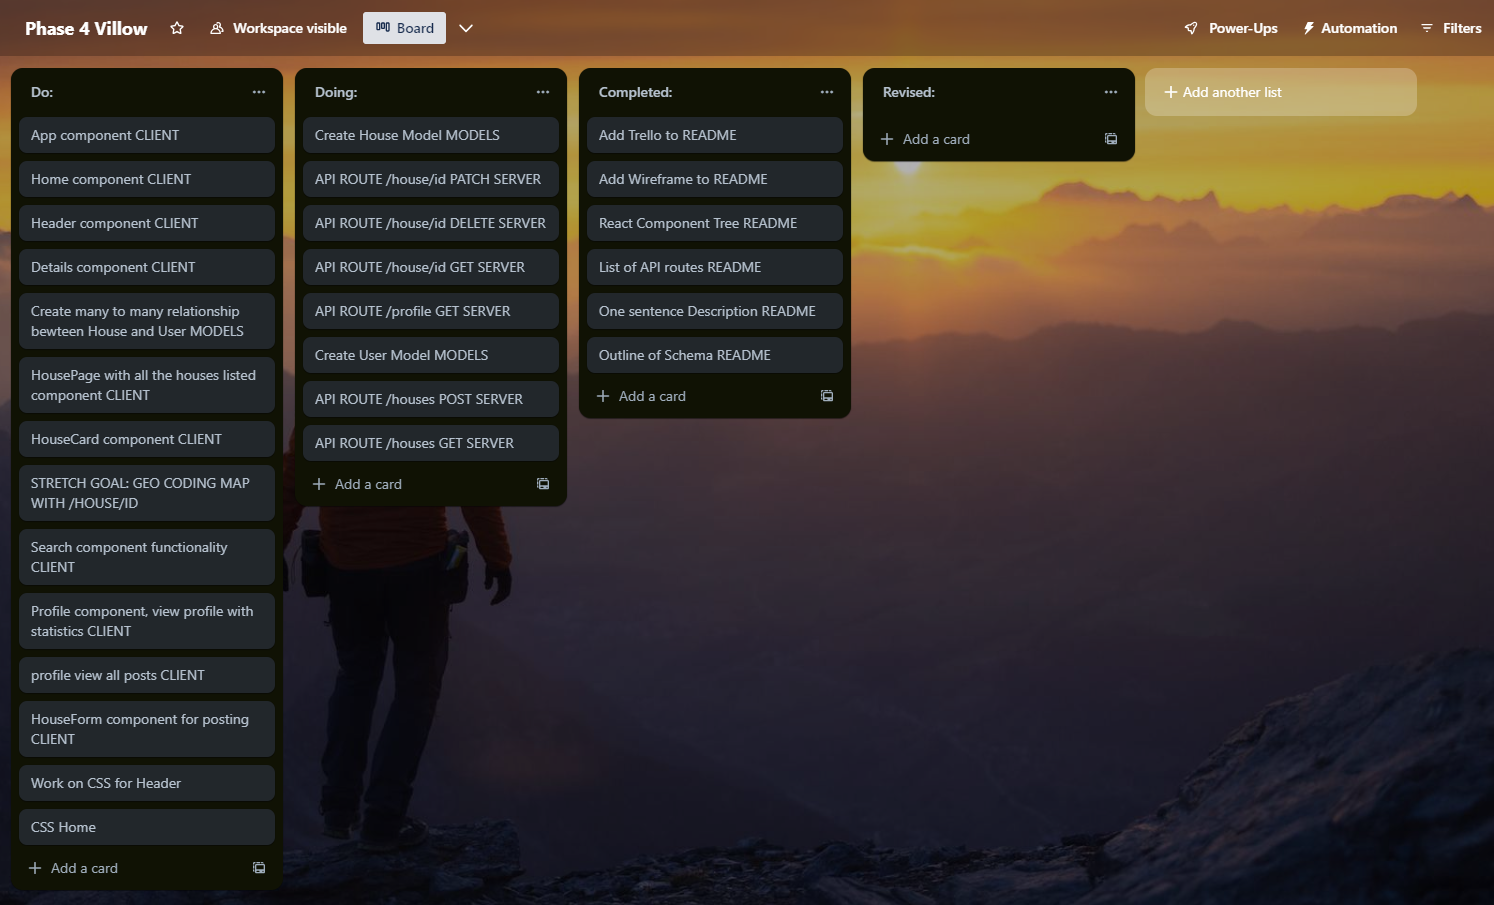 Phase 4 Villow
Workspace visible
Board
Power-Ups
Automation
Filters
Do:
App component CLIENT
Home component CLIENT
Header component CLIENT
Details component CLIENT
Create many to many relationship
bewteen House and User MODELS
HousePage with all the houses listed
component CLIENT
HouseCard component CLIENT
STRETCH GOAL: GEO CODING MAP
WITH /HOUSE/ID
Search component functionality
CLIENT
Profile component, view profile with
statistics CLIENT
profile view all posts CLIENT
HouseForm component for posting
CLIENT
Work on CSS for Header
CSS Home
+ Add a card
Doing:
Create House Model MODELS
API ROUTE /house/id PATCH SERVER
API ROUTE /house/id DELETE SERVER
API ROUTE /house/id GET SERVER
API ROUTE /profile GET SERVER
Create User Model MODELS
API ROUTE /houses POST SERVER
API ROUTE /houses GET SERVER
+ Add a card
Completed:
Add Trello to README
Add Wireframe to README
React Component Tree README
List of API routes README
One sentence Description README
Outline of Schema README
+ Add a card
Revised:
+ Add a card
+ Add another list